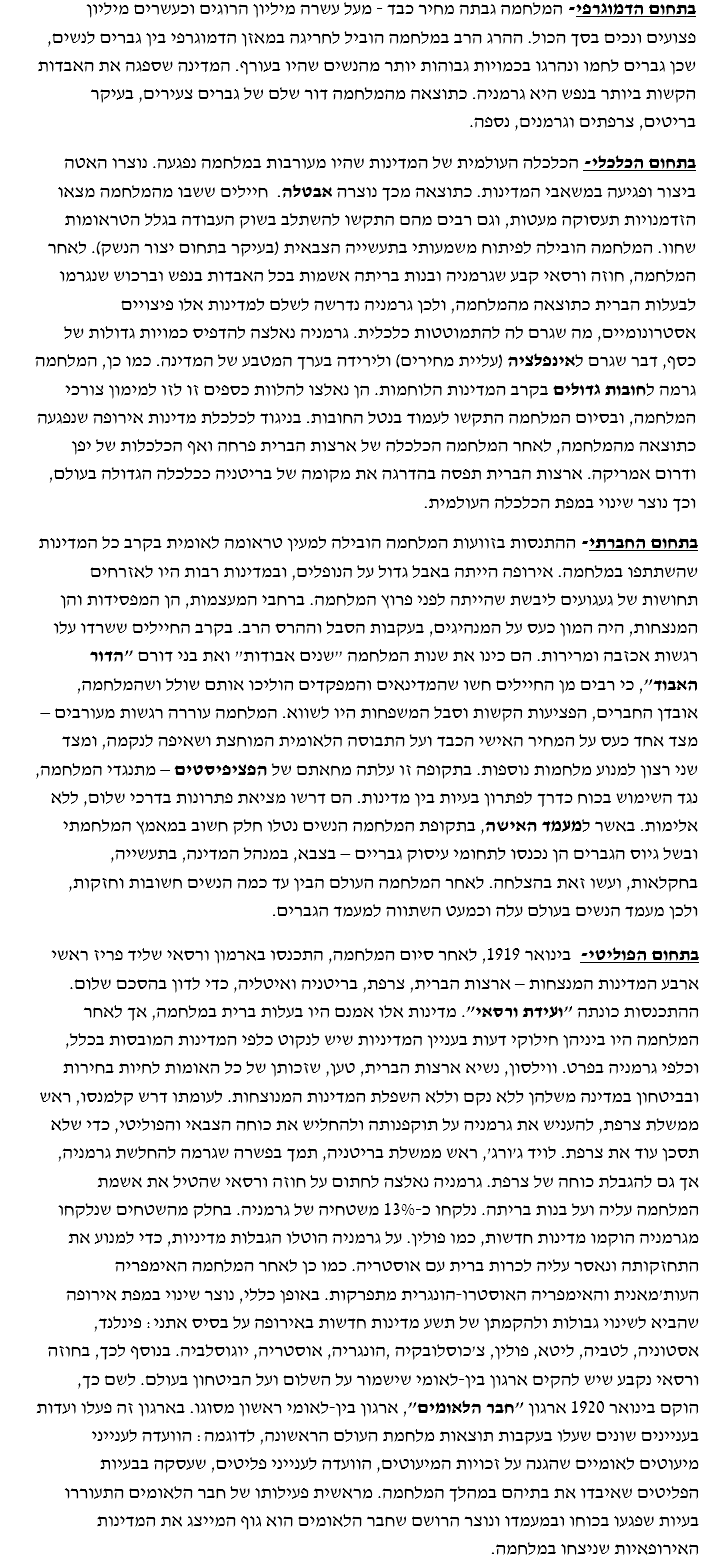 בתחום הדמוגרפי- המלחמה גבתה מחיר כבד - מעל עשרה מיליון הרוגים וכעשרים מיליון
פצועים ונכים בסך הכול. ההרג הרב במלחמה הוביל לחריגה במאזן הדמוגרפי בין גברים לנשים,
שכן גברים לחמו ונהרגו בכמויות גבוהות יותר מהנשים שהיו בעורף. המדינה שספגה את האבדות
הקשות ביותר בנפש היא גרמניה. כתוצאה מהמלחמה דור שלם של גברים צעירים, בעיקר
בריטים, צרפתים וגרמנים, נספה.
בתחום הכלכלי- הכלכלה העולמית של המדינות שהיו מעורבות במלחמה נפגעה. נוצרו האטה
ביצור ופגיעה במשאבי המדינות. כתוצאה מכך נוצרה אבטלה. חיילים ששבו מהמלחמה מצאו
הזדמנויות תעסוקה מעטות, וגם רבים מהם התקשו להשתלב בשוק העבודה בגלל הטראומות
שחוו. המלחמה הובילה לפיתוח משמעותי בתעשייה הצבאית (בעיקר בתחום יצור הנשק). לאחר
המלחמה, חוזה ורסאי קבע שגרמניה ובנות בריתה אשמות בכל האבדות בנפש וברכוש שנגרמו
לבעלות הברית כתוצאה מהמלחמה, ולכן גרמניה נדרשה לשלם למדינות אלו פיצויים
אסטרונומיים, מה שגרם לה להתמוטטות כלכלית. גרמניה נאלצה להדפיס כמויות גדולות של
כסף, דבר שגרם לאינפלציה (עליית מחירים) ולירידה בערך המטבע של המדינה. כמו כן, המלחמה
גרמה לחובות גדולים בקרב המדינות הלוחמות. הן נאלצו להלוות כספים זו לזו למימון צורכי
המלחמה, ובסיום המלחמה התקשו לעמוד בנטל החובות. בניגוד לכלכלת מדינות אירופה שנפגעה
כתוצאה מהמלחמה, לאחר המלחמה הכלכלה של ארצות הברית פרחה ואף הכלכלות של יפן
ודרום אמריקה. ארצות הברית תפסה בהדרגה את מקומה של בריטניה ככלכלה הגדולה בעולם,
וכך נוצר שינוי במפת הכלכלה העולמית.
בתחום החברתי- ההתנסות בזוועות המלחמה הובילה למעין טראומה לאומית בקרב כל המדינות
שהשתתפו במלחמה. אירופה הייתה באבל גדול על הנופלים, ובמדינות רבות היו לאזרחים
תחושות של געגועים ליבשת שהייתה לפני פרוץ המלחמה. ברחבי המעצמות, הן המפסידות והן
המנצחות, היה המון כעס על המנהיגים, בעקבות הסבל וההרס הרב. בקרב החיילים ששרדו עלו
רגשות אכזבה ומרירות. הם כינו את שנות המלחמה "שנים אבודות" ואת בני דורם "הדור
האבוד", כי רבים מן החיילים חשו שהמדינאים והמפקדים הוליכו אותם שולל ושהמלחמה,
אובדן החברים, הפציעות הקשות וסבל המשפחות היו לשווא. המלחמה עוררה רגשות מעורבים –
מצד אחד כעס על המחיר האישי הכבד ועל התבוסה הלאומית המוחצת ושאיפה לנקמה, ומצד
שני רצון למנוע מלחמות נוספות. בתקופה זו עלתה מחאתם של הפציפיסטים – מתנגדי המלחמה,
נגד השימוש בכוח כדרך לפתרון בעיות בין מדינות. הם דרשו מציאת פתרונות בדרכי שלום, ללא
אלימות. באשר למעמד האישה, בתקופת המלחמה הנשים נטלו חלק חשוב במאמץ המלחמתי
ובשל גיוס הגברים הן נכנסו לתחומי עיסוק גבריים – בצבא, במנהל המדינה, בתעשייה,
בחקלאות, ועשו זאת בהצלחה. לאחר המלחמה העולם הבין עד כמה הנשים חשובות וחזקות,
ולכן מעמד הנשים בעולם עלה וכמעט השתווה למעמד הגברים.
בתחום הפוליטי- בינואר 1919, לאחר סיום המלחמה, התכנסו בארמון ורסאי שליד פריז ראשי
ארבע המדינות המנצחות – ארצות הברית, צרפת, בריטניה ואיטליה, כדי לדון בהסכם שלום.
ההתכנסות כונתה "ועידת ורסאי". מדינות אלו אמנם היו בעלות ברית במלחמה, אך לאחר
המלחמה היו ביניהן חילוקי דעות בעניין המדיניות שיש לנקוט כלפי המדינות המובסות בכלל,
וכלפי גרמניה בפרט. ווילסון, נשיא ארצות הברית, טען, שזכותן של כל האומות לחיות בחירות
ובביטחון במדינה משלהן ללא נקם וללא השפלת המדינות המנוצחות. לעומתו דרש קלמנסו, ראש
ממשלת צרפת, להעניש את גרמניה על תוקפנותה ולהחליש את כוחה הצבאי והפוליטי, כדי שלא
תסכן עוד את צרפת. לויד ג'ורג', ראש ממשלת בריטניה, תמך בפשרה שגרמה להחלשת גרמניה,
אך גם להגבלת כוחה של צרפת. גרמניה נאלצה לחתום על חוזה ורסאי שהטיל את אשמת
המלחמה עליה ועל בנות בריתה. נלקחו כ-13% משטחיה של גרמניה. בחלק מהשטחים שנלקחו
מגרמניה הוקמו מדינות חדשות, כמו פולין. על גרמניה הוטלו הגבלות מדיניות, כדי למנוע את
התחזקותה ונאסר עליה לכרות ברית עם אוסטריה. כמו כן לאחר המלחמה האימפריה
העות'מאנית והאימפריה האוסטרו-הונגרית מתפרקות. באופן כללי, נוצר שינוי במפת אירופה
שהביא לשינוי גבולות ולהקמתן של תשע מדינות חדשות באירופה על בסיס אתני: פינלנד,
אסטוניה, לטביה, ליטא, פולין, צ'כוסלובקיה ,הונגריה, אוסטריה, יוגוסלביה. בנוסף לכך, בחוזה
ורסאי נקבע שיש להקים ארגון בין-לאומי שישמור על השלום ועל הביטחון בעולם. לשם כך,
הוקם בינואר 1920 ארגון "חבר הלאומים", ארגון בין-לאומי ראשון מסוגו. בארגון זה פעלו ועדות
בעניינים שונים שעלו בעקבות תוצאות מלחמת העולם הראשונה, לדוגמה: הוועדה לענייני
מיעוטים לאומיים שהגנה על זכויות המיעוטים, הוועדה לענייני פליטים, שעסקה בבעיות
הפליטים שאיבדו את בתיהם במהלך המלחמה. מראשית פעילותו של חבר הלאומים התעוררו
בעיות שפגעו בכוחו ובמעמדו ונוצר הרושם שחבר הלאומים הוא גוף המייצג את המדינות
האירופאיות שניצחו במלחמה.